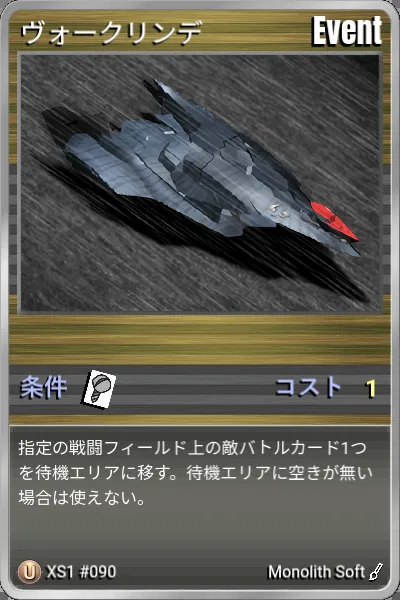 ヴォークリンデ
Event
条件
コスト 1
指定の戦闘フィールド上の敵バトルカード1つ
を待機エリアに移す。待機エリアに空きが無い
場合は使えない。
U XS1 #090
Monolith Soft